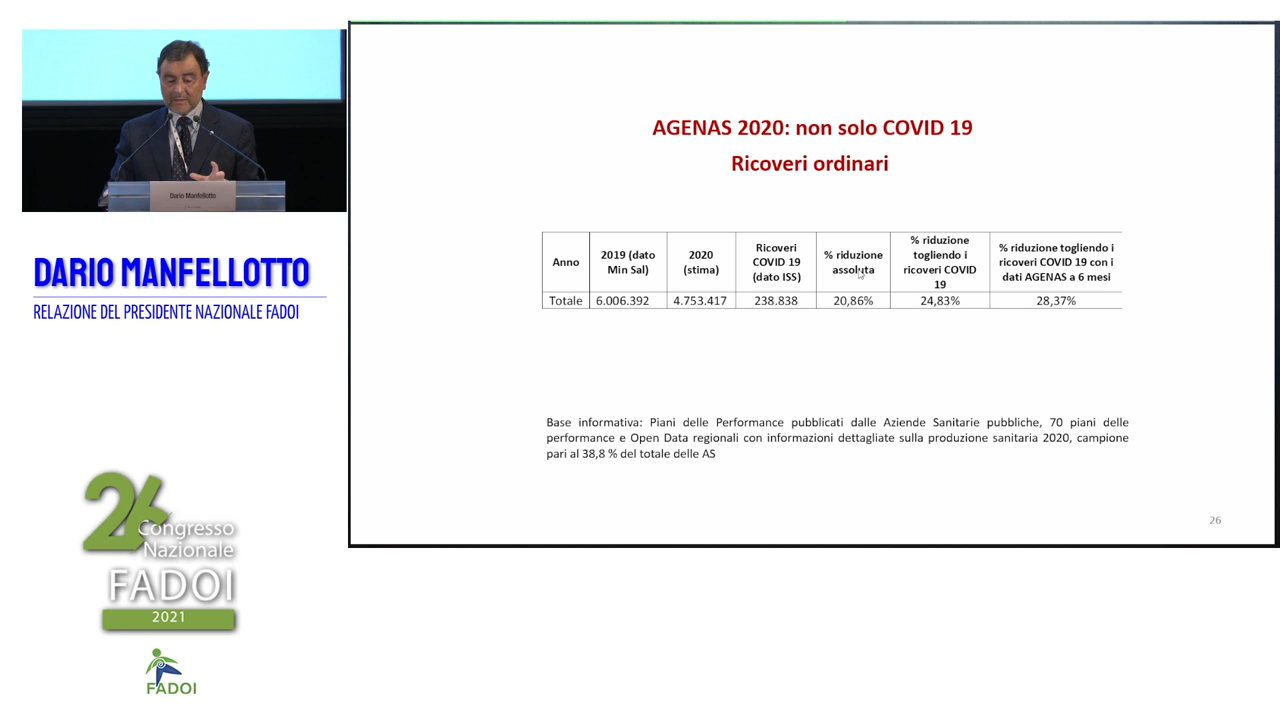 Dario Manfellotto
DARIO MANFELLOTTO
RELAZIONE DEL PRESIDENTE NAZIONALE FADOI
26
Congresso
Nazionale
FADOI
2021
FADOI
AGENAS 2020: non solo COVID 19
Ricoveri ordinari
Anno
2019 (dato
Min Sal)
2020
(stima)
Ricoveri
COVID 19
(dato ISS)
% riduzione
assoluta
% riduzione
togliendo i
ricoveri COVID
19
% riduzione togliendo i
ricoveri COVID 19 con i
dati AGENAS a 6 mesi
Totale 6.006.392 4.753.417 238.838 20,86% 24,83% 28,37%
Base informativa: Piani delle Performance pubblicati dalle Aziende Sanitarie pubbliche, 70 piani delle
performance e Open Data regionali con informazioni dettagliate sulla produzione sanitaria 2020, campione
pari al 38,8 % del totale delle AS
26